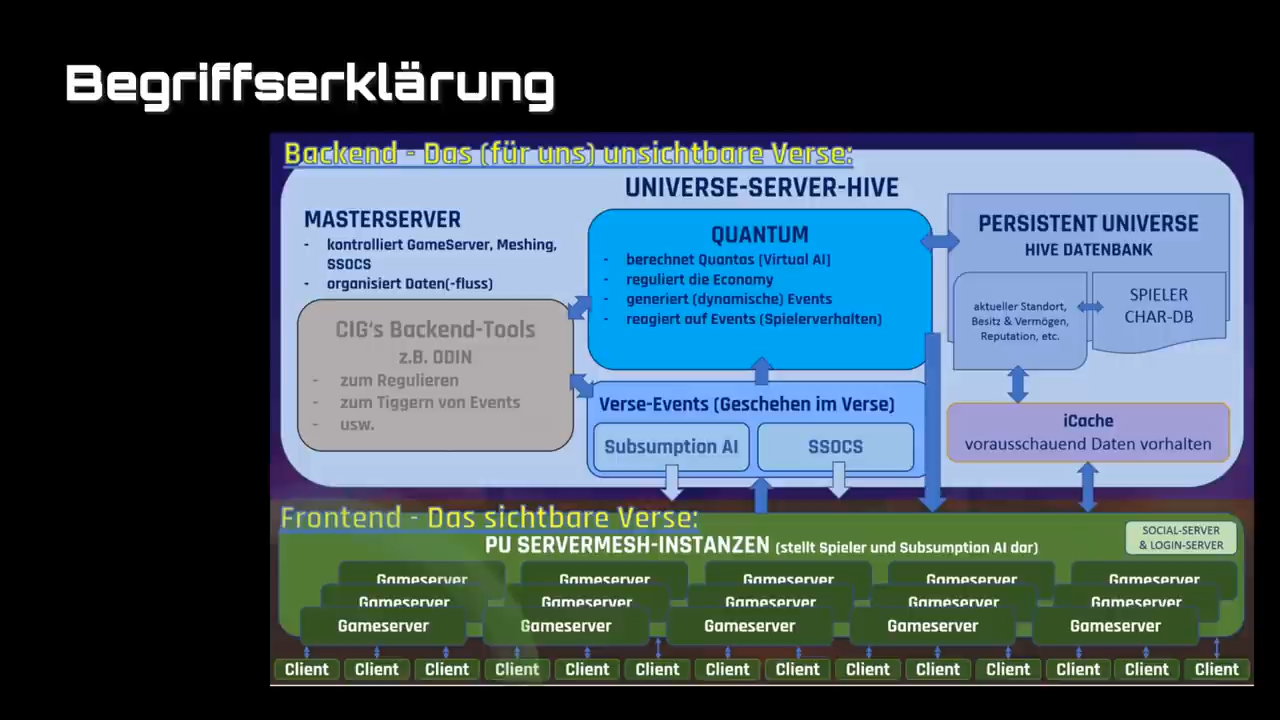 Begriffserklärung
Backend - Das (für uns) unsichtbare Verse:
UNIVERSE-SERVER-HIVE
MASTERSERVER
- kontrolliert GameServer, Meshing,
SSOCS
- organisiert Daten(-fluss)
CIG's Backend-Tools
z.B. ODIN
- zum Regulieren
- zum Tiggern von Events
- usw.
QUANTUM
- berechnet Quantas (Virtual AI)
- reguliert die Economy
- generiert (dynamische) Events
- reagiert auf Events (Spielerverhalten)
Verse-Events (Geschehen im Verse)
Subsumption AI
SSOCS
PERSISTENT UNIVERSE
HIVE DATENBANK
aktueller Standort,
Besitz & Vermögen,
Reputation, etc.
SPIELER
CHAR-DB
iCache
vorausschauend Daten vorhalten
Frontend - Das sichtbare Verse:
PU SERVERMESH-INSTANZEN (stellt Spieler und Subsumption AI dar)
SOCIAL-SERVER
& LOGIN-SERVER
Gameserver Gameserver Gameserver Gameserver Gameserver
Gameserver Gameserver Gameserver Gameserver Gameserver
Gameserver Gameserver Gameserver Gameserver Gameserver
Client Client Client Client Client Client Client Client Client Client Client Client Client Client